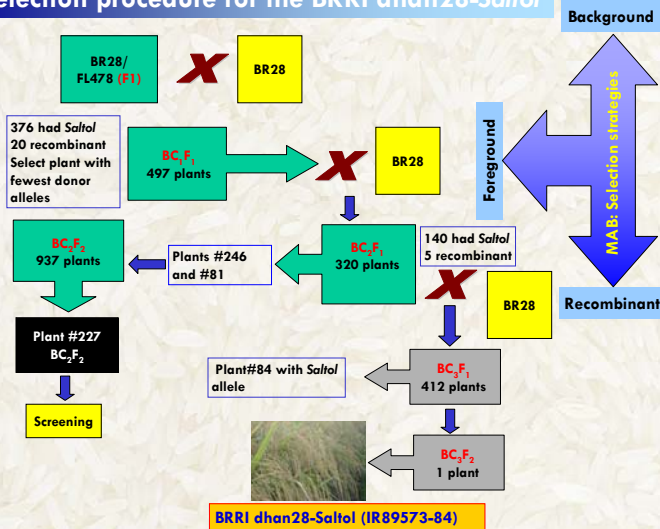 election procedure for the BRRI dhan28-Saltol
Background
BR28/
FL478 (F1)
X
BR28
376 had Saltol
20 recombinant
Select plant with
fewest donor
alleles
BC1F1
497 plants
X
BR28
Foreground
MAB: Selection strategies
Recombinant
BC2F2
937 plants
Plants #246
and #81
BC2F1
320 plants
140 had Saltol
5 recombinant
X
BR28
Plant #227
BC2F2
Screening
Plant#84 with Saltol
allele
BC3F1
412 plants
BC3F2
1 plant
BRRI dhan28-Saltol (IR89573-84)